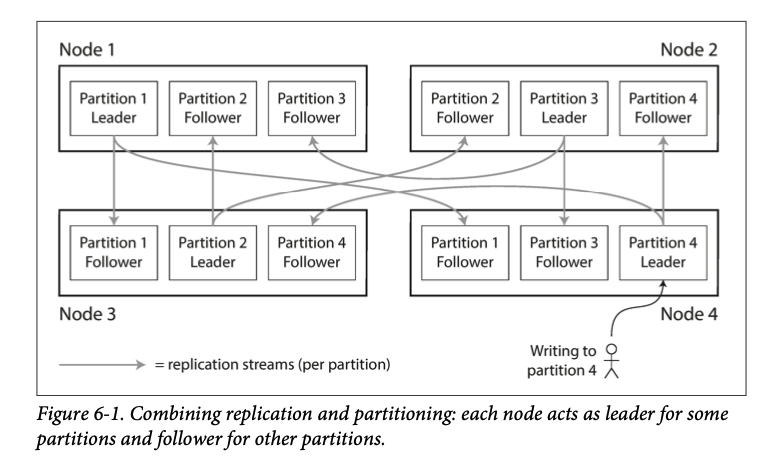 Node 1
Node 2
Partition 1 Leader
Partition 2 Follower
Partition 3 Follower
Partition 2 Follower
Partition 3 Leader
Partition 4 Follower
Partition 1 Follower
Partition 2 Leader
Partition 4 Follower
Partition 1 Follower
Partition 3 Follower
Partition 4 Leader
Node 3
Node 4
= replication streams (per partition)
Writing to
partition 4
Figure 6-1. Combining replication and partitioning: each node acts as leader for some
partitions and follower for other partitions.